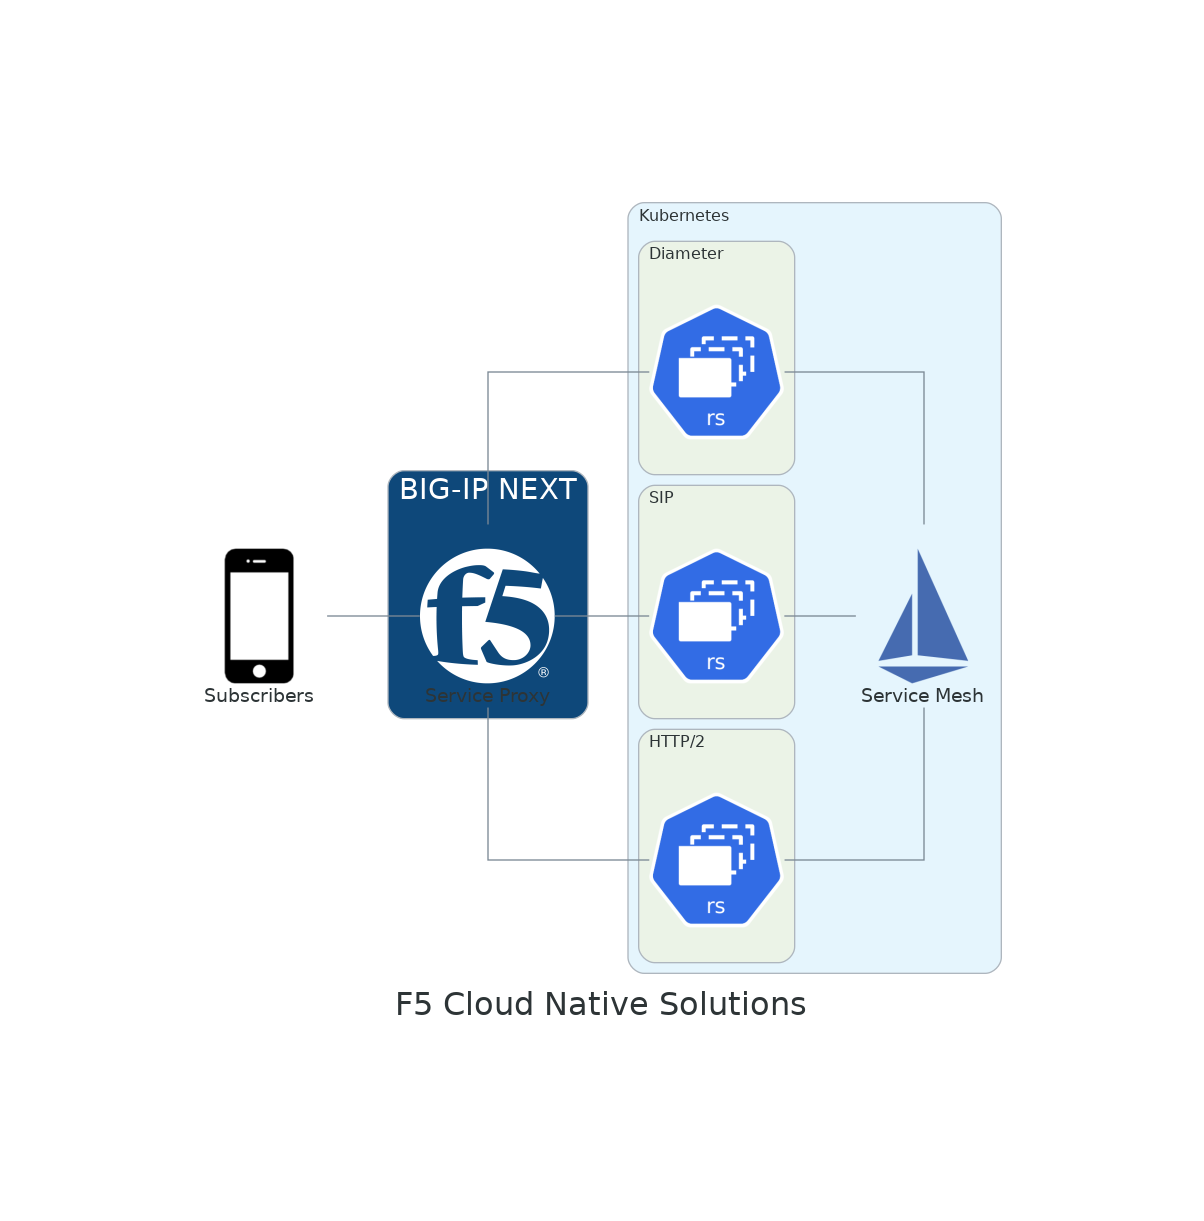 Kubernetes
Diameter
rs
BIG-IP NEXT
f5
®
Service Proxy
Subscribers
SIP
rs
Service Mesh
HTTP/2
rs
F5 Cloud Native Solutions